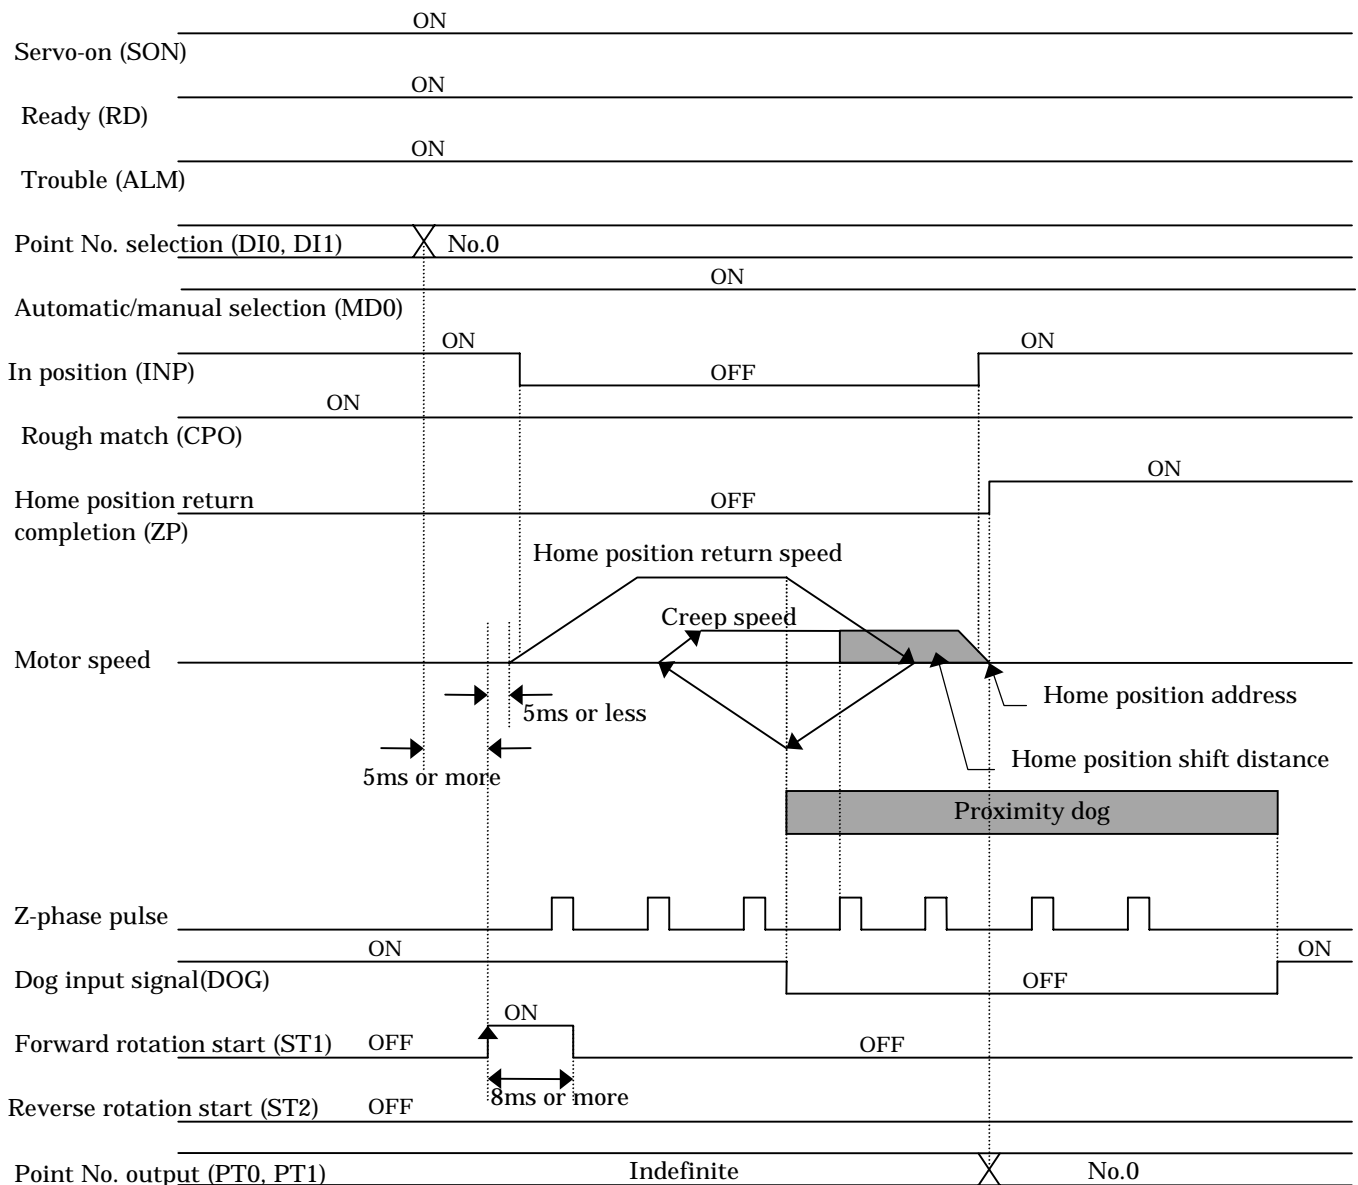 ON
Servo-on (SON)
ON
Ready (RD)
ON
Trouble (ALM)
Point No. selection (DI0, DI1) No.0
ON
Automatic/manual selection (MD0)
ON ON
In position (INP) OFF
ON
Rough match (CPO)
ON
Home position return OFF
completion (ZP)
Home position return speed
Creep speed
Motor speed
Home position address
5ms or less
Home position shift distance
5ms or more
Proximity dog
Z-phase pulse
ON ON
Dog input signal(DOG) OFF
ON
Forward rotation start (ST1) OFF OFF
8ms or more
Reverse rotation start (ST2) OFF
Point No. output (PT0, PT1) Indefinite No.0